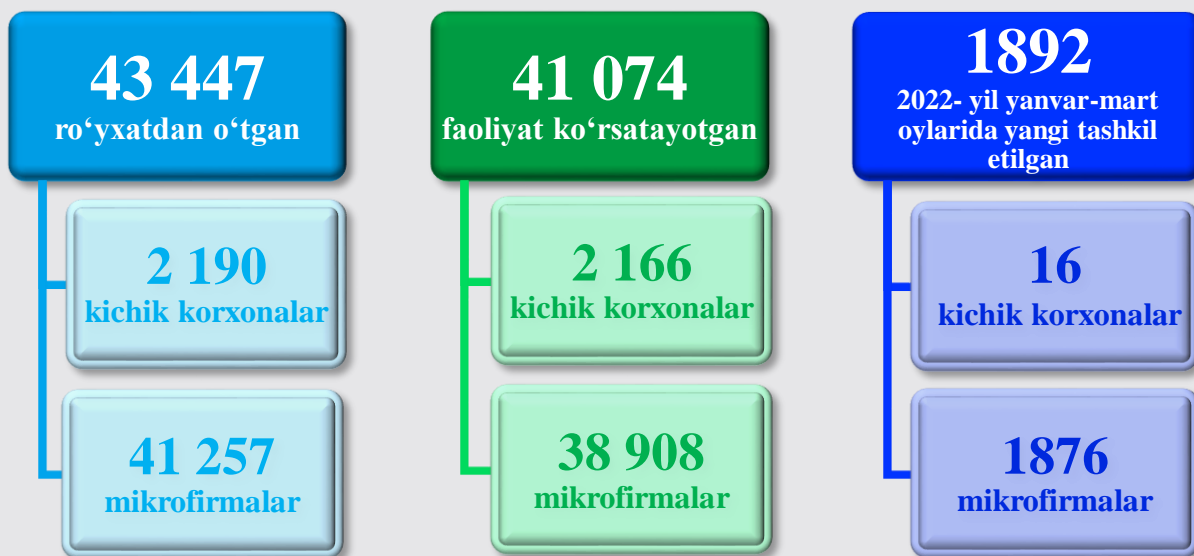 43 447
ro‘yxatdan o‘tgan
2 190
kichik korxonalar
41 257
mikrofirmalar
41 074
faoliyat ko‘rsatayotgan
2 166
kichik korxonalar
38 908
mikrofirmalar
1892
2022- yil yanvar-mart
oylarida yangi tashkil
etilgan
16
kichik korxonalar
1876
mikrofirmalar